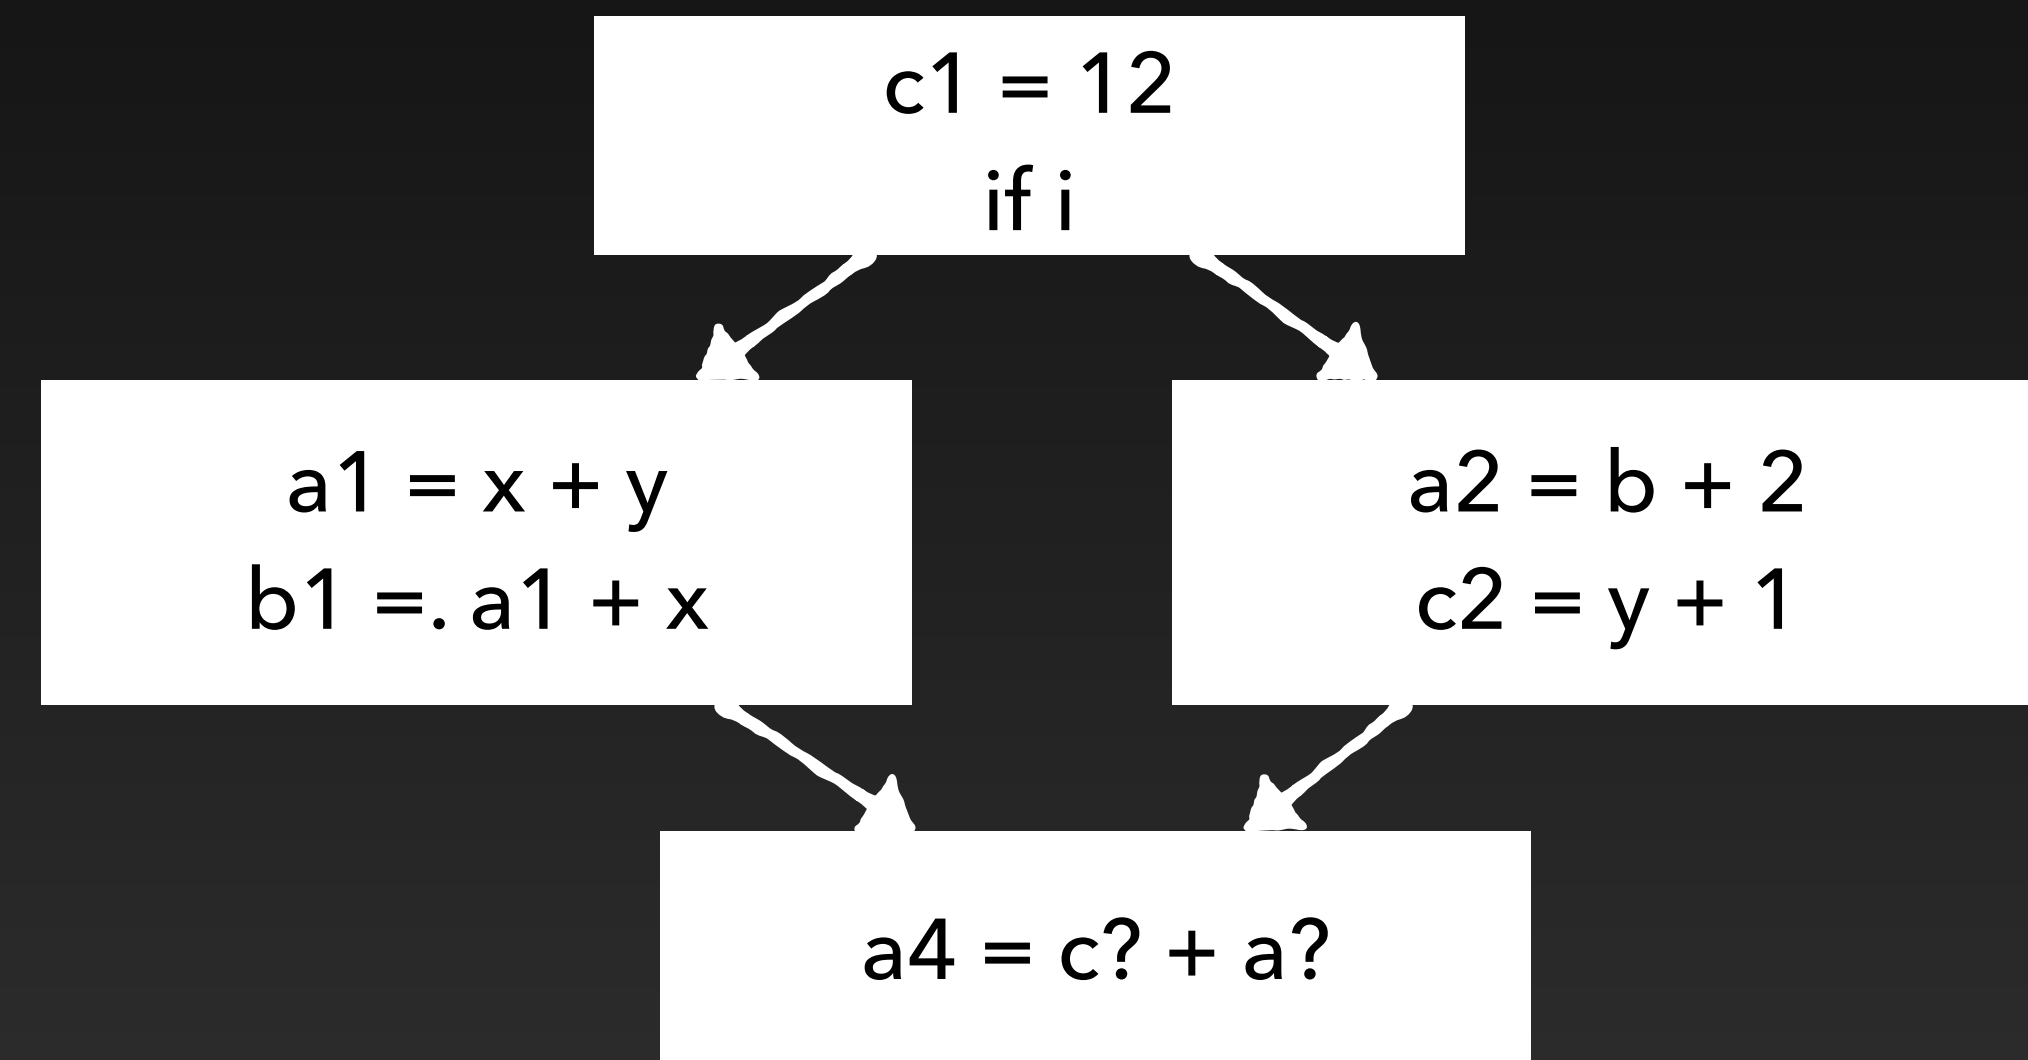 c1 = 12
if i
a1 = x + y
b1 =. a1 + x
a2 = b + 2
c2 = y + 1
a4 = c? + a?